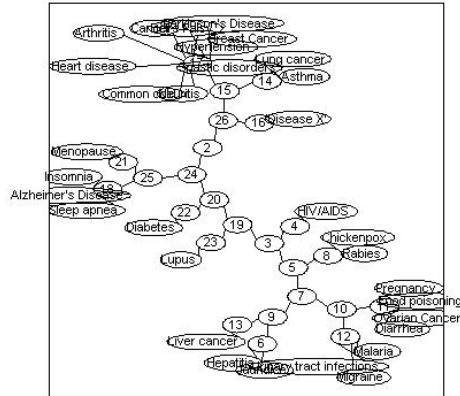 Parkinson's Disease
Arthritis
Breast Cancer
Hypertension
Lung cancer
Heart disease
14
Asthma
15
Common cold
26
16
Disease X"
2
Menopause
21
25
24
Insomnia
18
Alzheimer's Disease
Sleep apnea
20
22
Diabetes
19
4
HIV/AIDS
23
3
Chickenpox
Lupus
8
Rabies
5
7
Pregnancy
10
Food poisoning
9
Ovarian Cancer
13
Diarrhea
12
Liver cancer
6
Malaria
Hepatitis
Urinary tract infections
Migraine